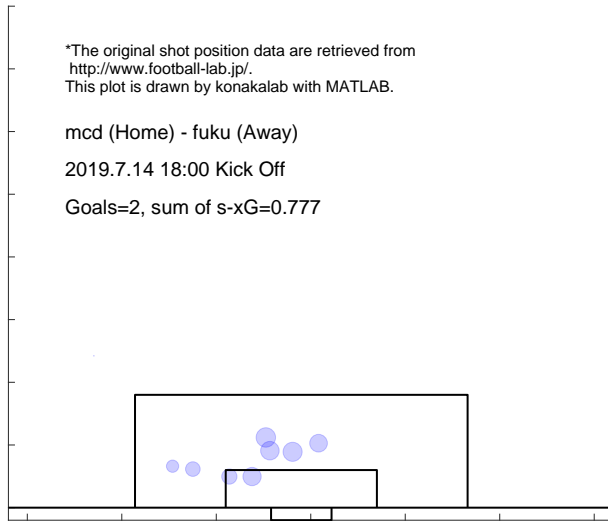 *The original shot position data are retrieved from
http://www.football-lab.jp/.
This plot is drawn by konakalab with MATLAB.
mcd (Home) - fuku (Away)
2019.7.14 18:00 Kick Off
Goals=2, sum of s-xG=0.777